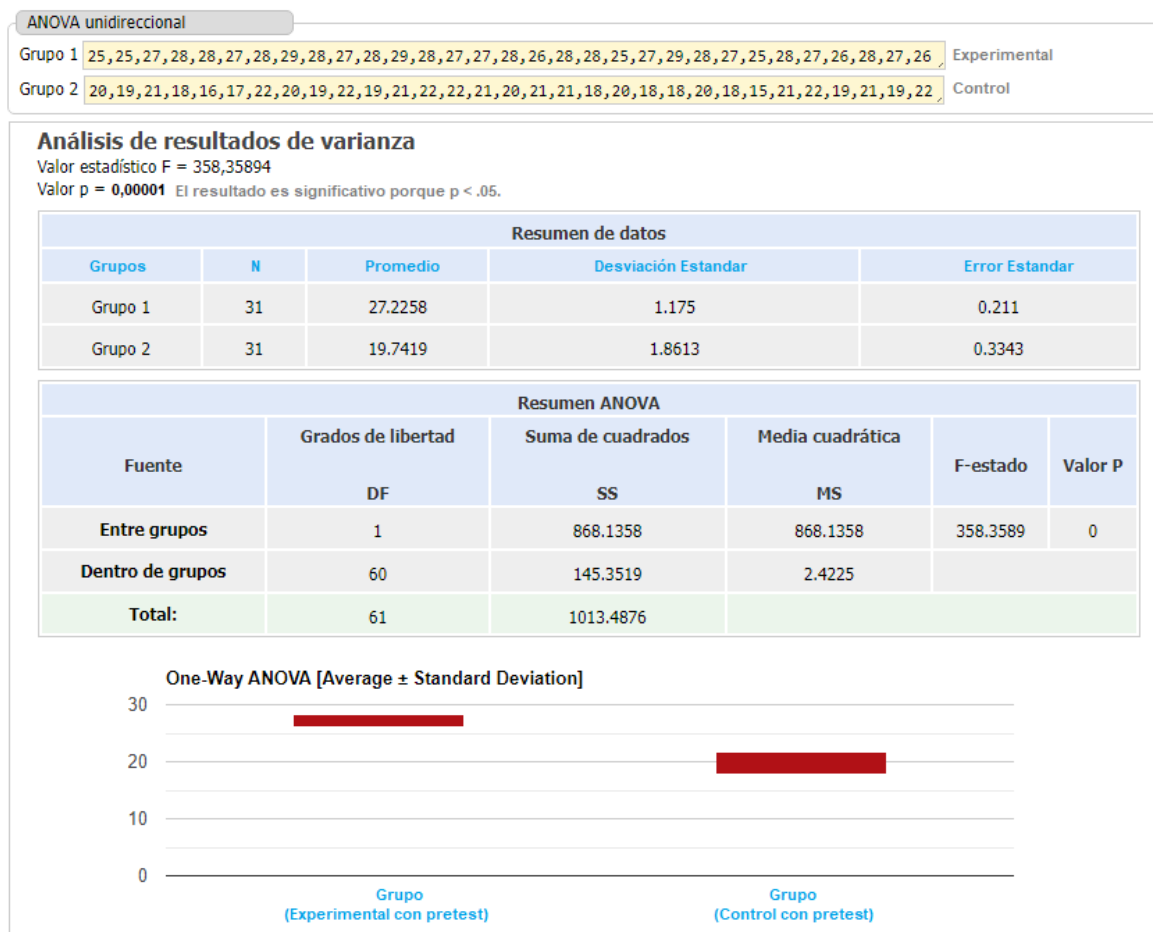 ANOVA unidireccional
Grupo 1 25,25,27,28,28,27,28,29,28,27,28,29,28,27,27,28,26,28,28,25,27,29,28,27,25,28,27,26,28,27,26 Experimental
Grupo 2 20,19,21,18,16,17,22,20,19,22,19,21,22,22,21,20,21,21,18,20,18,18,20,18,15,21,22,19,21,19,22 Control
Análisis de resultados de varianza
Valor estadístico F = 358,35894
Valor p = 0,00001 El resultado es significativo porque p < .05.
Resumen de datos
Grupos N Promedio Desviación Estandar Error Estandar
Grupo 1 31 27.2258 1.175 0.211
Grupo 2 31 19.7419 1.8613 0.3343
Resumen ANOVA
Fuente Grados de libertad DF Suma de cuadrados SS Media cuadrática MS F-estado Valor P
Entre grupos 1 868.1358 868.1358 358.3589 0
Dentro de grupos 60 145.3519 2.4225
Total: 61 1013.4876
One-Way ANOVA [Average ± Standard Deviation]
30
20
10
0
Grupo Grupo
(Experimental con pretest) (Control con pretest)